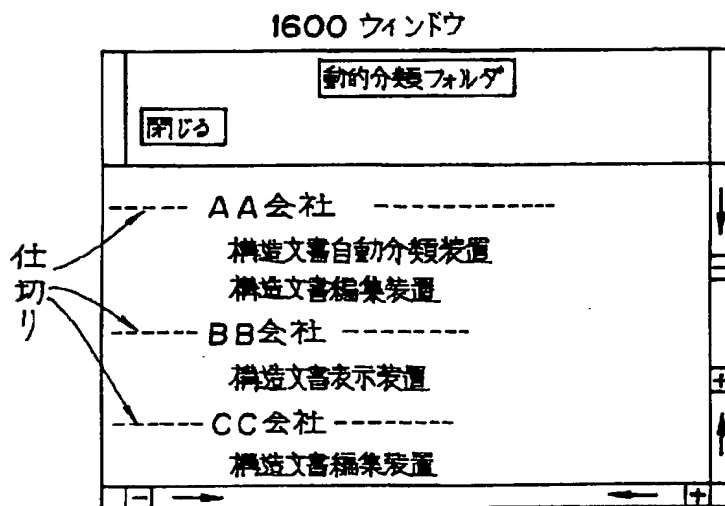 1600 ウィンドウ
動的分類フォルダ
閉じる
------ AA会社 --------------
構造文書自動分類装置
構造文書編集装置
仕切り
------ BB会社 ----------
構造文書表示装置
------ CC会社 ---------
構造文書編集装置
+
- +